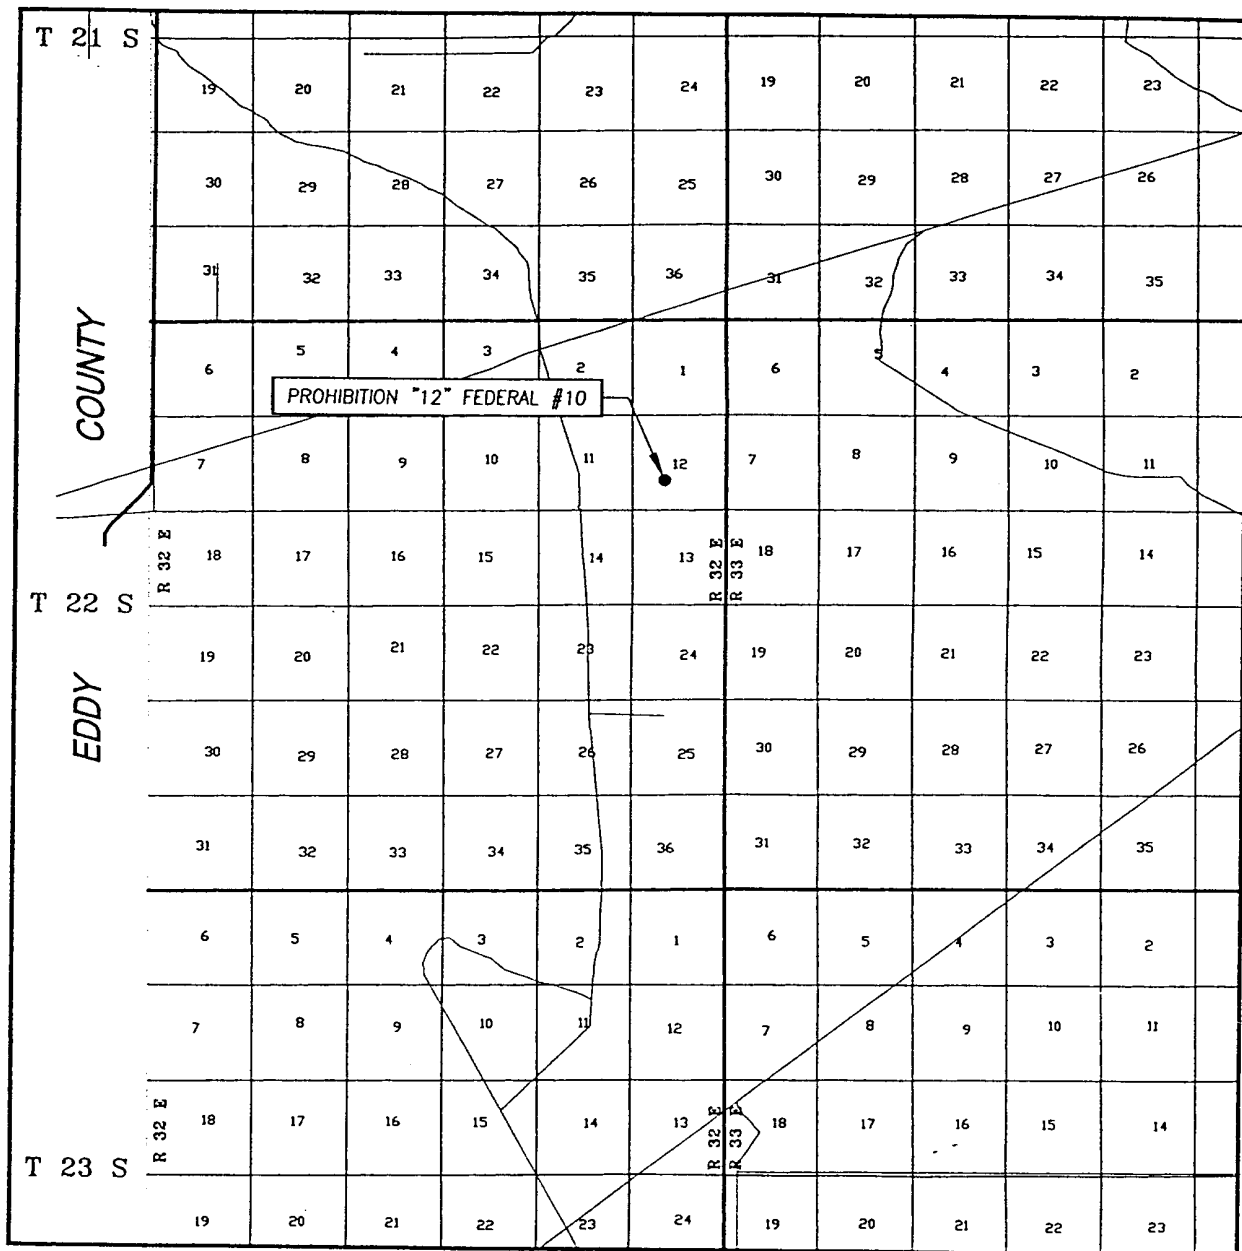 T 21 S
19 20 21 22 23 24 19 20 21 22 23
30 29 28 27 26 25 30 29 28 27 26
31 32 33 34 35 36 31 32 33 34 35
6 5 4 3 2 1 6 5 4 3 2
COUNTY
PROHIBITION "12" FEDERAL #10
7 8 9 10 11 12 7 8 9 10 11
R 32 E
18 17 16 15 14 13
R 32 E
R 33 E
18 17 16 15 14
T 22 S
19 20 21 22 23 24 19 20 21 22 23
EDDY
30 29 28 27 26 25 30 29 28 27 26
31 32 33 34 35 36 31 32 33 34 35
6 5 4 3 2 1 6 5 4 3 2
7 8 9 10 11 12 7 8 9 10 11
R 32 E
18 17 16 15 14 13
R 32 E
R 33 E
18 17 16 15 14
T 23 S
19 20 21 22 23 24 19 20 21 22 23